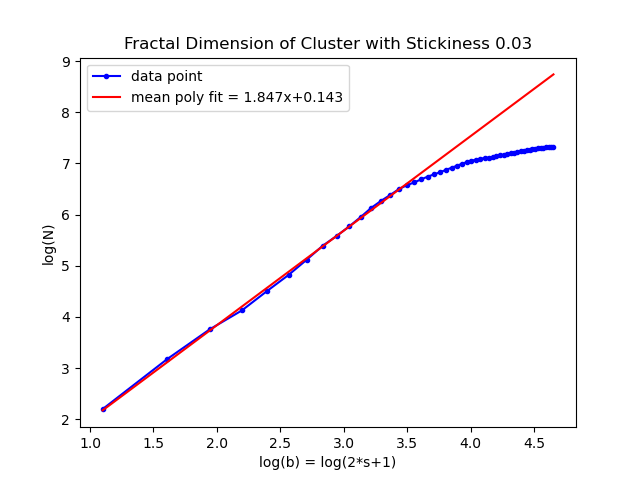 Fractal Dimension of Cluster with Stickiness 0.03
data point
mean poly fit = 1.847x+0.143
log(N)
9
8
7
6
5
4
3
2
1.0 1.5 2.0 2.5 3.0 3.5 4.0 4.5
log(b) = log(2*s+1)